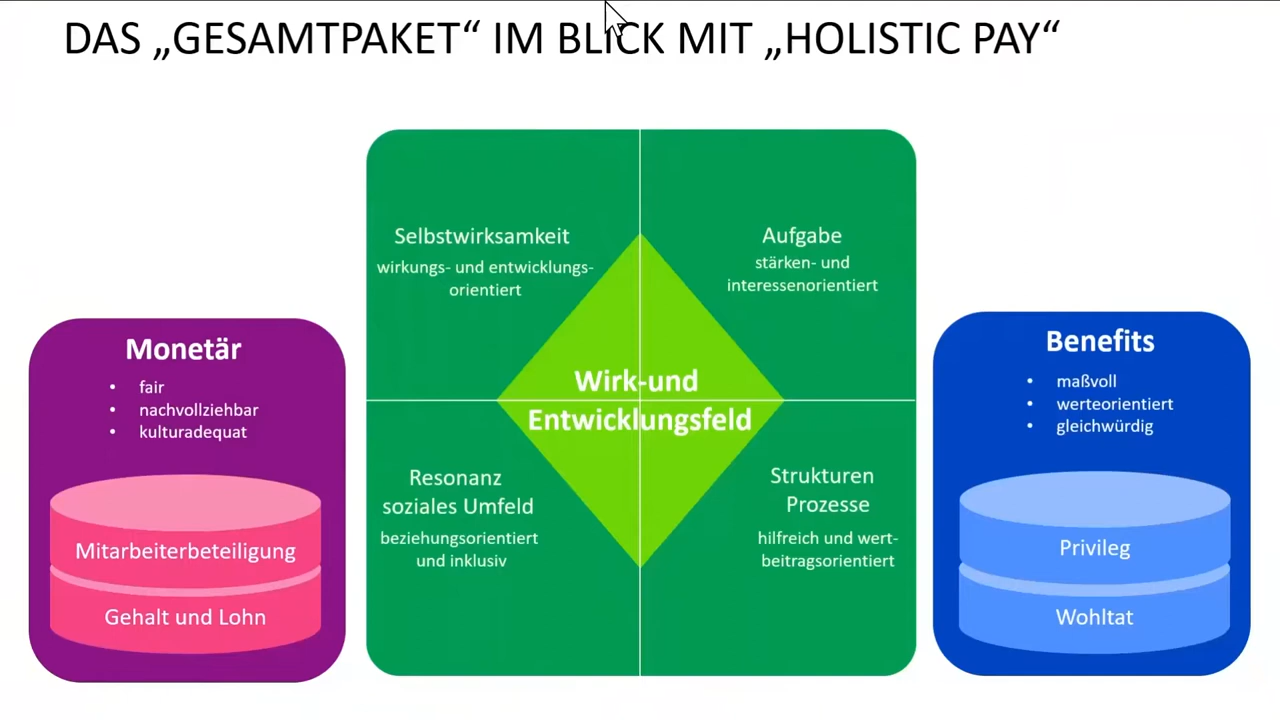 DAS „GESAMTPAKET“ IM BLICK MIT „HOLISTIC PAY“
Monetär
• fair
• nachvollziehbar
• kulturadequat
Mitarbeiterbeteiligung
Gehalt und Lohn
Selbstwirksamkeit
wirkungs- und entwicklungs-
orientiert
Aufgabe
stärken- und
interessenorientiert
Wirk-und
Entwicklungsfeld
Resonanz
soziales Umfeld
beziehungsorientiert
und inklusiv
Strukturen
Prozesse
hilfreich und wert-
beitragsorientiert
Benefits
• maßvoll
• werteorientiert
• gleichwürdig
Privileg
Wohltat